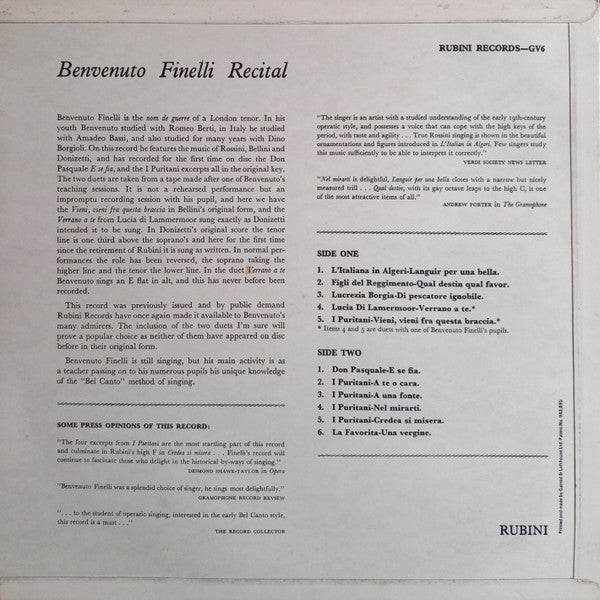 RUBINI RECORDS—GV6
Benvenuto Finelli Recital
Benvenuto Finelli is the nom de guerre of a London tenor. In his
youth Benvenuto studied with Romeo Berti, in Italy he studied
with Amadeo Bassi, and also studied for many years with Dino
Borgioli. On this record he features the music of Rossini, Bellini and
Donizetti, and has recorded for the first time on disc the Don
Pasquale E se fia, and the I Puritani excerpts all in the original key.
The two duets are taken from a tape made after one of Benvenuto's
teaching sessions. It is not a rehearsed performance but an
impromptu recording session with his pupil, and here we have
the Vieni, vieni fra questa braccia in Bellini's original form, and the
Verrano a te from Lucia di Lammermoor sung exactly as Donizetti
intended it to be sung. In Donizetti's original score the tenor
line is one third above the soprano's and here for the first time
since the retirement of Rubini it is sung as written. In normal per-
formances the role has been reversed, the soprano taking the
higher line and the tenor the lower line. In the duet Verrano a te
Benvenuto sings an E flat in alt, and this has never before been
recorded.
This record was previously issued and by public demand
Rubini Records have once again made it available to Benvenuto's
many admirers. The inclusion of the two duets I'm sure will
prove a popular choice as neither of them have appeared on disc
before in their original form.
Benvenuto Finelli is still singing, but his main activity is as
a teacher passing on to his numerous pupils his unique knowledge
of the "Bel Canto" method of singing.
SOME PRESS OPINIONS OF THIS RECORD:
"The four excerpts from I Puritani are the most startling part of this record
and culminate in Rubini's high F in Credea si misera . . . Finelli's record will
continue to fascinate those who delight in the historical by-ways of singing."
DESMOND SHAWE-TAYLOR in Opera
"Benvenuto Finelli was a splendid choice of singer, he sings most delightfully."
GRAMOPHONE RECORD REVIEW
". . . to the student of operatic singing, interested in the early Bel Canto style,
this record is a must . . ."
THE RECORD COLLECTOR
"The singer is an artist with a studied understanding of the early 19th-century
operatic style, and possesses a voice that can cope with the high keys of the
period, with taste and agility . . . True Rossini singing is shown in the beautiful
ornamentations and figures introduced in L'Italian in Algeri. Few singers study
this music sufficiently to be able to interpret it correctly."
VERDI SOCIETY NEWS LETTER
"Nel mirarti is delightful, Languir per una bella closes with a narrow but nicely
measured trill . . . Qual destin, with its gay octave leaps to the high C, is one
of the most attractive items of all."
ANDREW PORTER in The Gramophone
SIDE ONE
1. L'Italiana in Algeri-Languir per una bella.
2. Figli del Reggimento-Qual destin qual favor.
3. Lucrezia Borgia-Di pescatore ignobile.
4. Lucia Di Lamermoor-Verrano a te.*
5. I Puritani-Vieni, vieni fra questa braccia.*
* Items 4 and 5 are duets with one of Benvenuto Finelli's pupils.
SIDE TWO
1. Don Pasquale-E se fia.
2. I Puritani-A te o cara.
3. I Puritani-A una fonte.
4. I Puritani-Nel mirarti.
5. I Puritani-Credea si misera.
6. La Favorita-Una vergine.
RUBINI
Printed and made by Garrod & Lofthouse Ltd. Patents No. 943,895